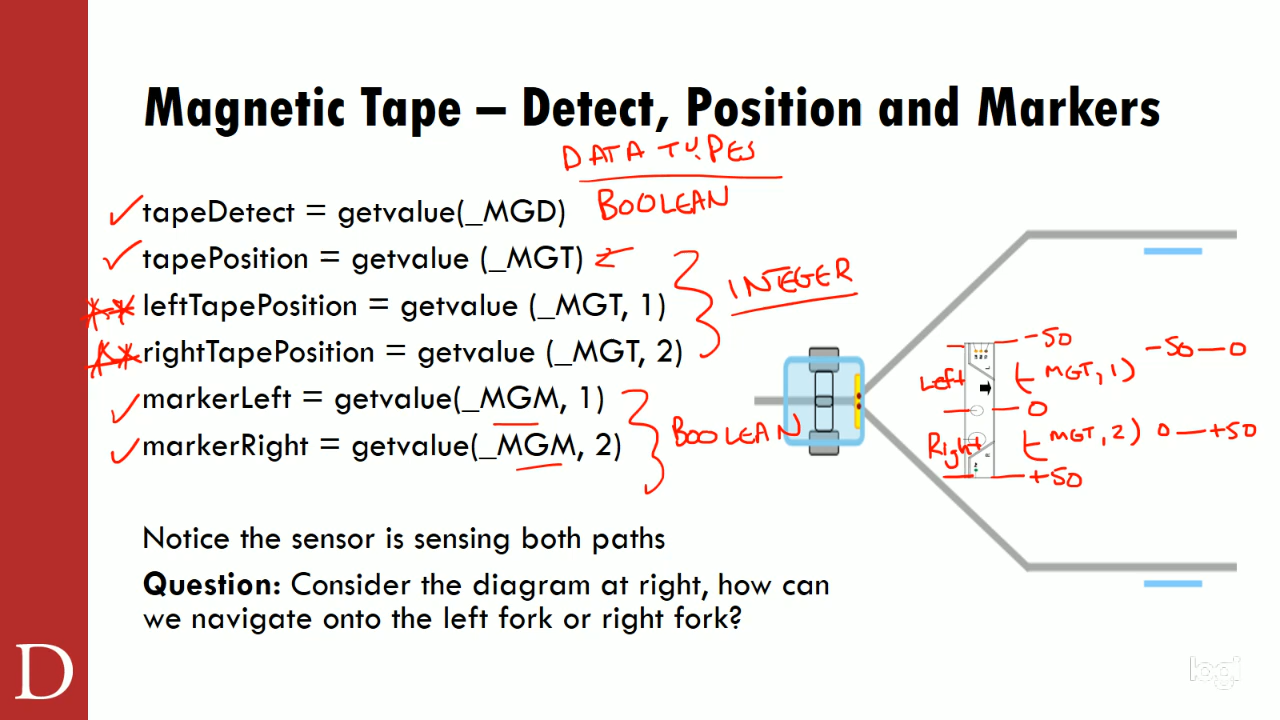 Magnetic Tape – Detect, Position and Markers
DATA TYPES
tapeDetect = getvalue(_MGD) BOOLEAN
tapePosition = getvalue (_MGT)
leftTapePosition = getvalue (_MGT, 1) INTEGER
rightTapePosition = getvalue (_MGT, 2)
markerLeft = getvalue(_MGM, 1)
markerRight = getvalue(_MGM, 2) BOOLEAN
-50
Left MGT, 1) -50 — 0
0
Right MGT, 2) 0 — +50
+50
Notice the sensor is sensing both paths
Question: Consider the diagram at right, how can
we navigate onto the left fork or right fork?
D
logi